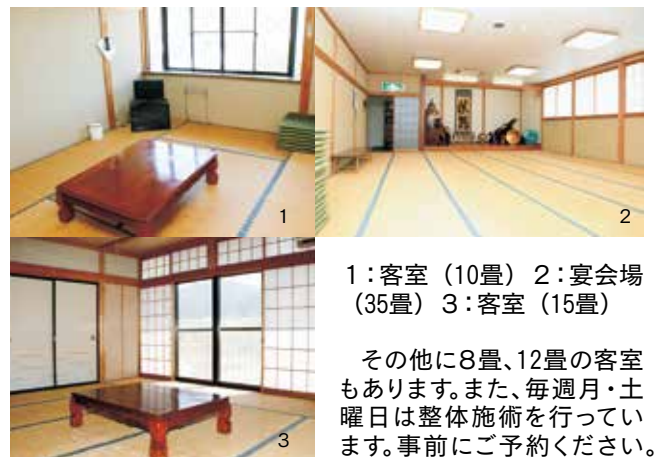 1
2
3
1：客室（10畳）2：宴会場
（35畳）3：客室（15畳）
その他に8畳、12畳の客室
もあります。また、毎週月・土
曜日は整体施術を行ってい
ます。事前にご予約ください。